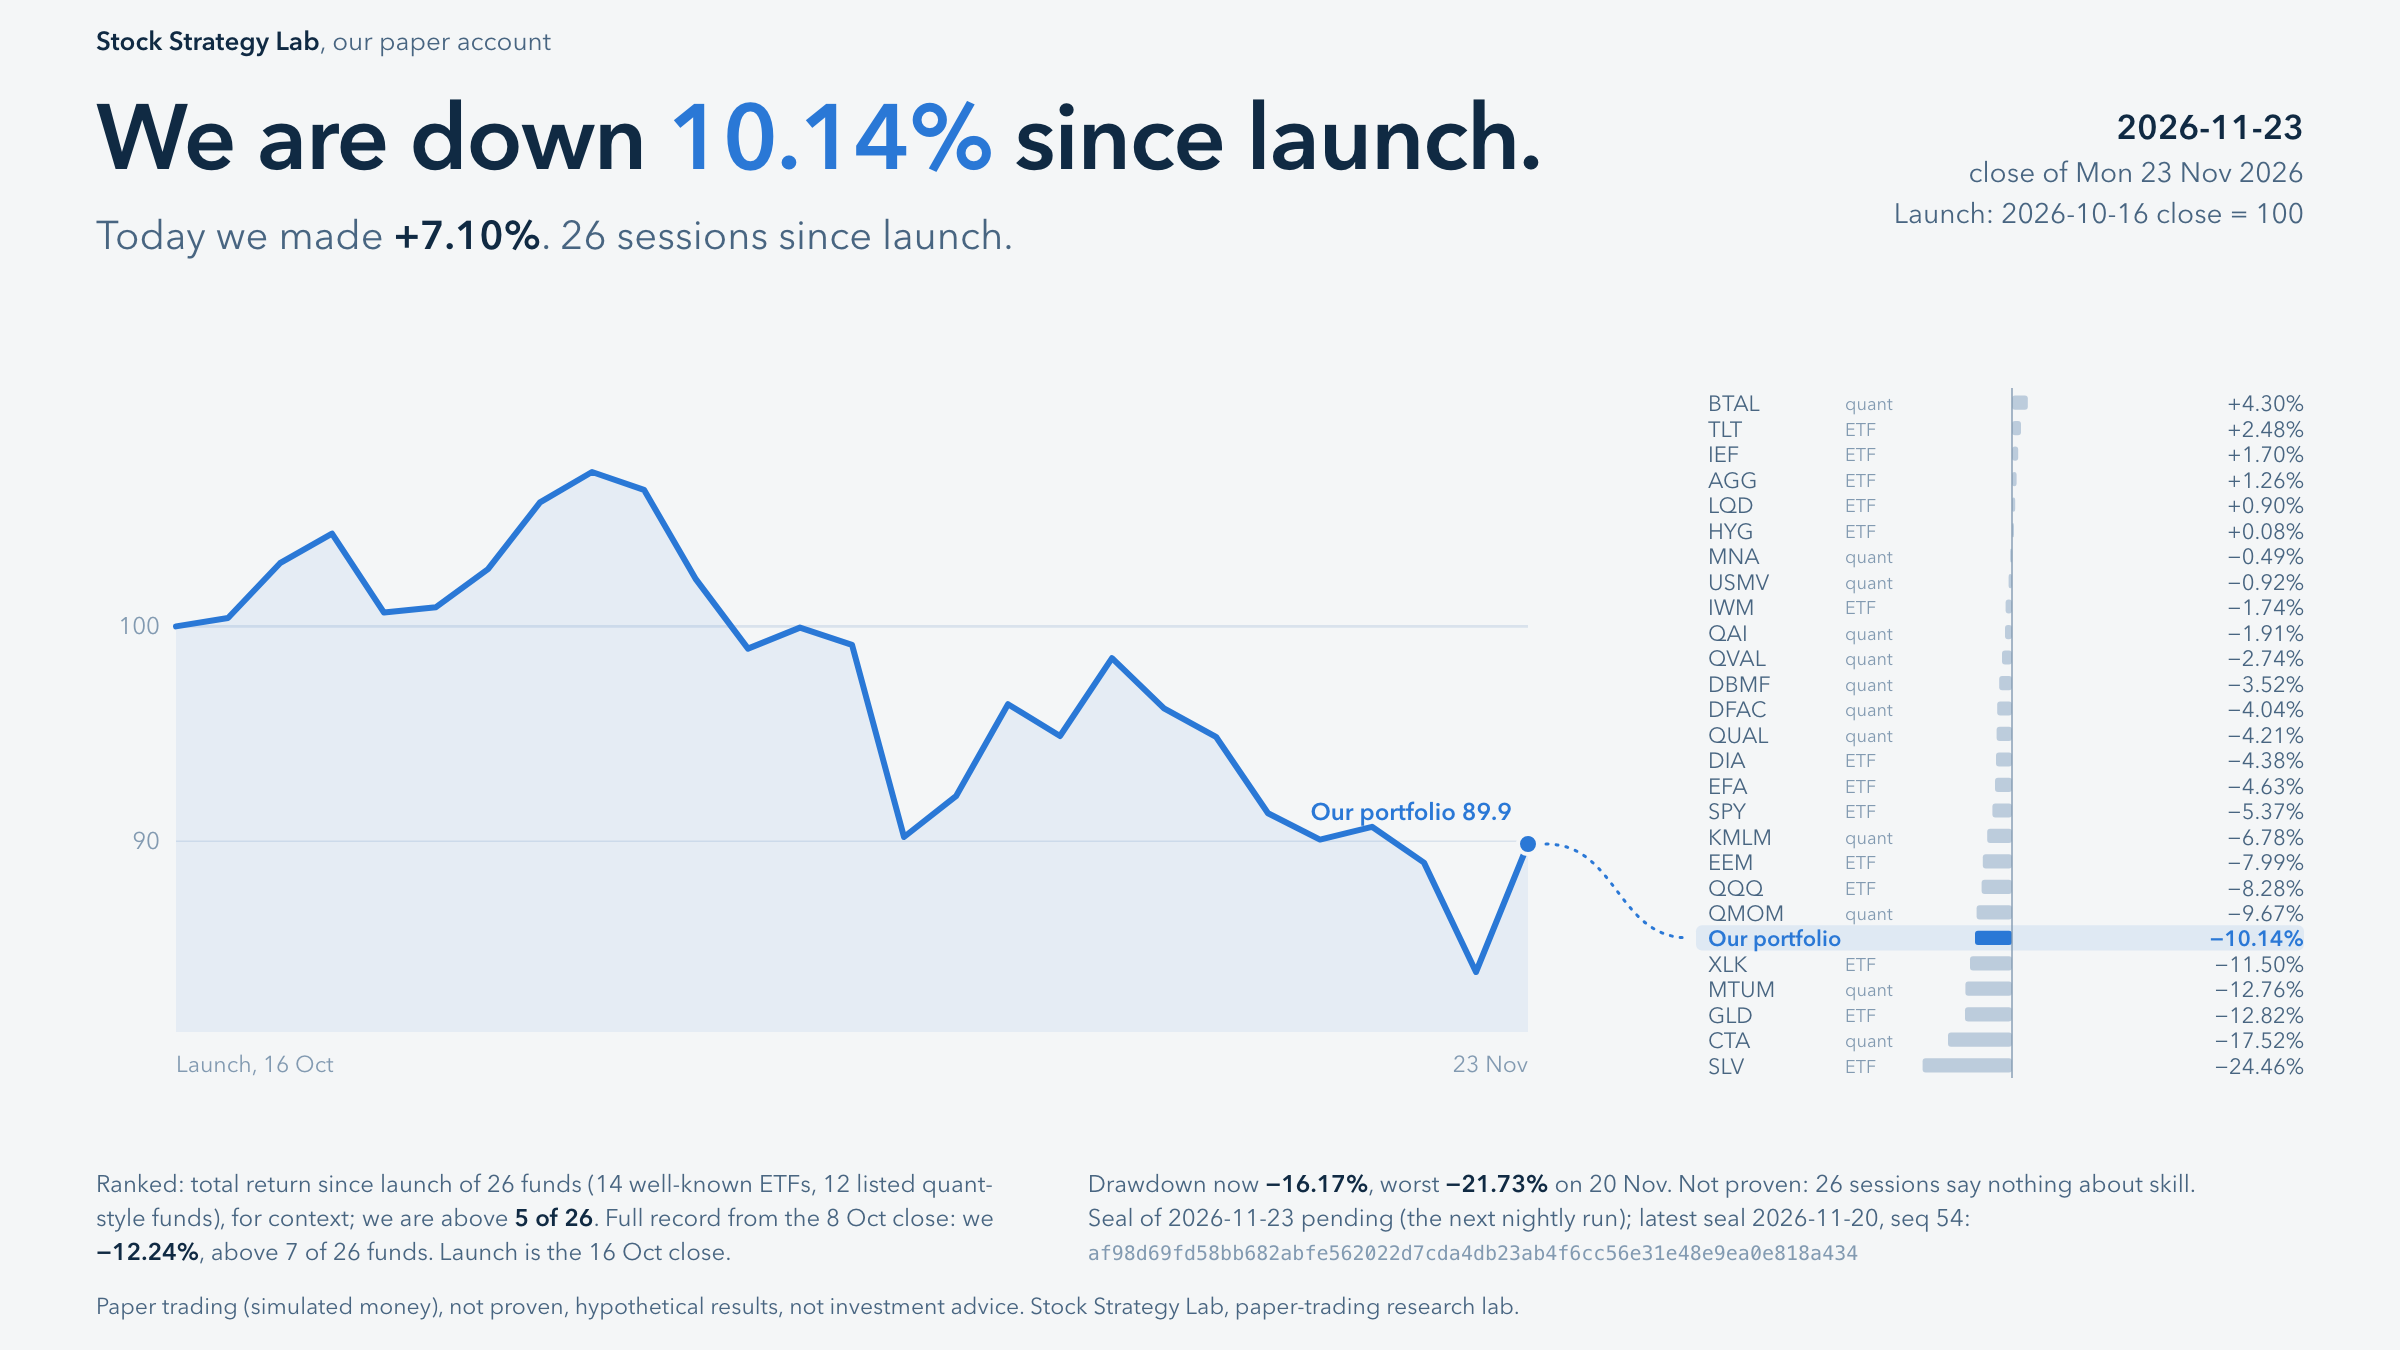 Stock Strategy Lab, our paper account
We are down 10.14% since launch.
Today we made +7.10%. 26 sessions since launch.
2026-11-23
close of Mon 23 Nov 2026
Launch: 2026-10-16 close = 100
100
90
Our portfolio 89.9
Launch, 16 Oct
23 Nov
BTAL quant +4.30%
TLT ETF +2.48%
IEF ETF +1.70%
AGG ETF +1.26%
LQD ETF +0.90%
HYG ETF +0.08%
MNA quant −0.49%
USMV quant −0.92%
IWM ETF −1.74%
QAI quant −1.91%
QVAL quant −2.74%
DBMF quant −3.52%
DFAC quant −4.04%
QUAL quant −4.21%
DIA ETF −4.38%
EFA ETF −4.63%
SPY ETF −5.37%
KMLM quant −6.78%
EEM ETF −7.99%
QQQ ETF −8.28%
QMOM quant −9.67%
Our portfolio −10.14%
XLK ETF −11.50%
MTUM quant −12.76%
GLD ETF −12.82%
CTA quant −17.52%
SLV ETF −24.46%
Ranked: total return since launch of 26 funds (14 well-known ETFs, 12 listed quant-
style funds), for context; we are above 5 of 26. Full record from the 8 Oct close: we
−12.24%, above 7 of 26 funds. Launch is the 16 Oct close.
Drawdown now −16.17%, worst −21.73% on 20 Nov. Not proven: 26 sessions say nothing about skill.
Seal of 2026-11-23 pending (the next nightly run); latest seal 2026-11-20, seq 54:
af98d69fd58bb682abfe562022d7cda4db23ab4f6cc56e31e48e9ea0e818a434
Paper trading (simulated money), not proven, hypothetical results, not investment advice. Stock Strategy Lab, paper-trading research lab.